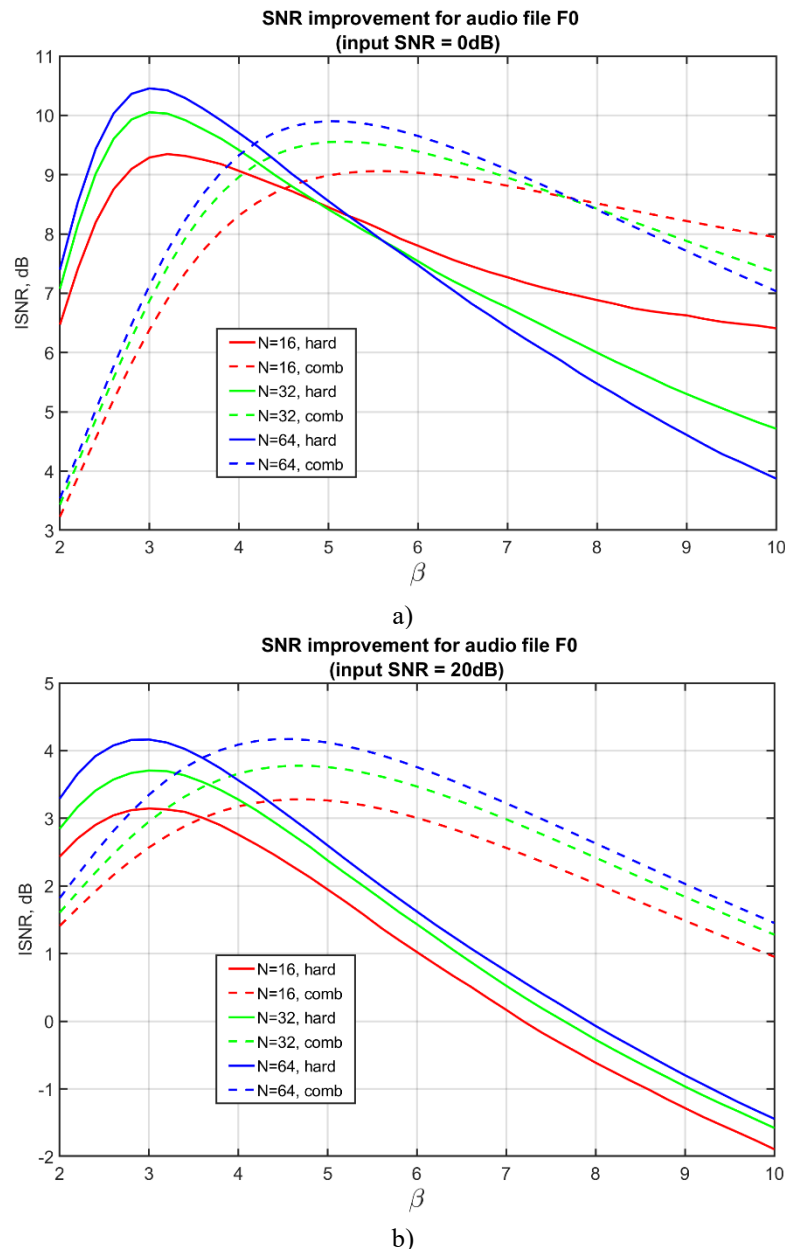 SNR improvement for audio file F0
(input SNR = 0dB)
11
10
9
8
7
6
5
4
3
ISNR, dB
N=16, hard
N=16, comb
N=32, hard
N=32, comb
N=64, hard
N=64, comb
2 3 4 5 6 7 8 9 10
β
a)
SNR improvement for audio file F0
(input SNR = 20dB)
5
4
3
2
1
0
-1
-2
ISNR, dB
N=16, hard
N=16, comb
N=32, hard
N=32, comb
N=64, hard
N=64, comb
2 3 4 5 6 7 8 9 10
β
b)